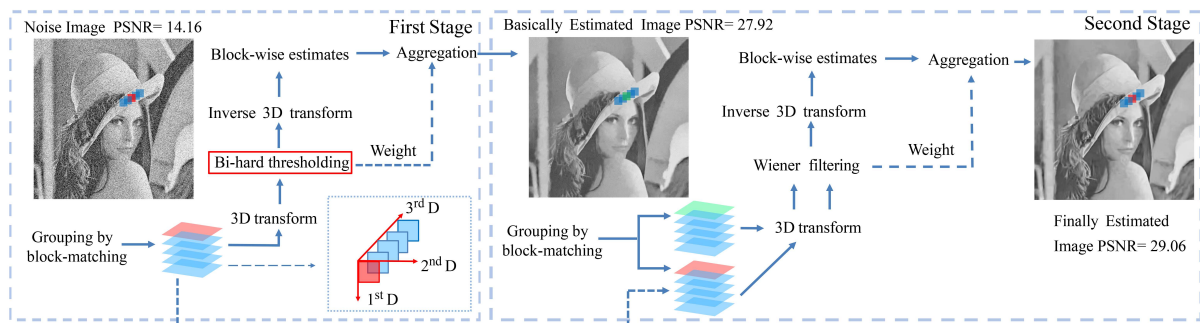 Noise Image PSNR= 14.16
First Stage
Block-wise estimates
Aggregation
Inverse 3D transform
Bi-hard thresholding
Weight
3D transform
Grouping by
block-matching
3rd D
2nd D
1st D
Basically Estimated Image PSNR= 27.92
Second Stage
Block-wise estimates
Aggregation
Inverse 3D transform
Wiener filtering
Weight
Grouping by
block-matching
3D transform
Finally Estimated
Image PSNR= 29.06